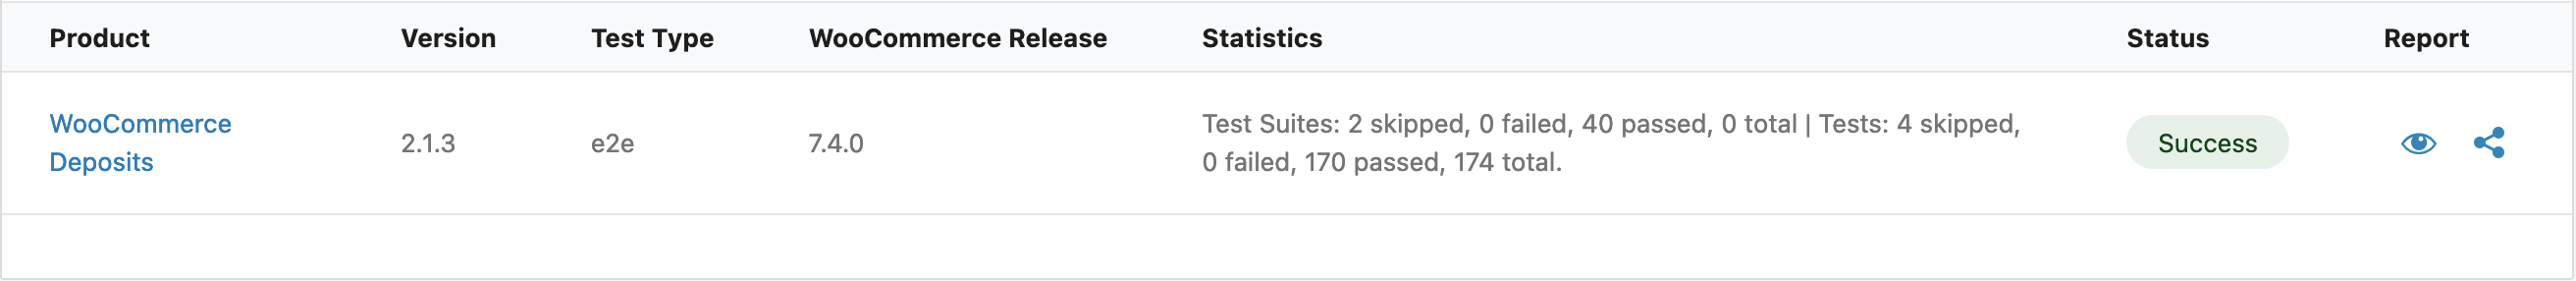 Product Version Test Type WooCommerce Release Statistics Status Report
WooCommerce
Deposits
2.1.3
e2e
7.4.0
Test Suites: 2 skipped, 0 failed, 40 passed, 0 total | Tests: 4 skipped,
0 failed, 170 passed, 174 total.
Success